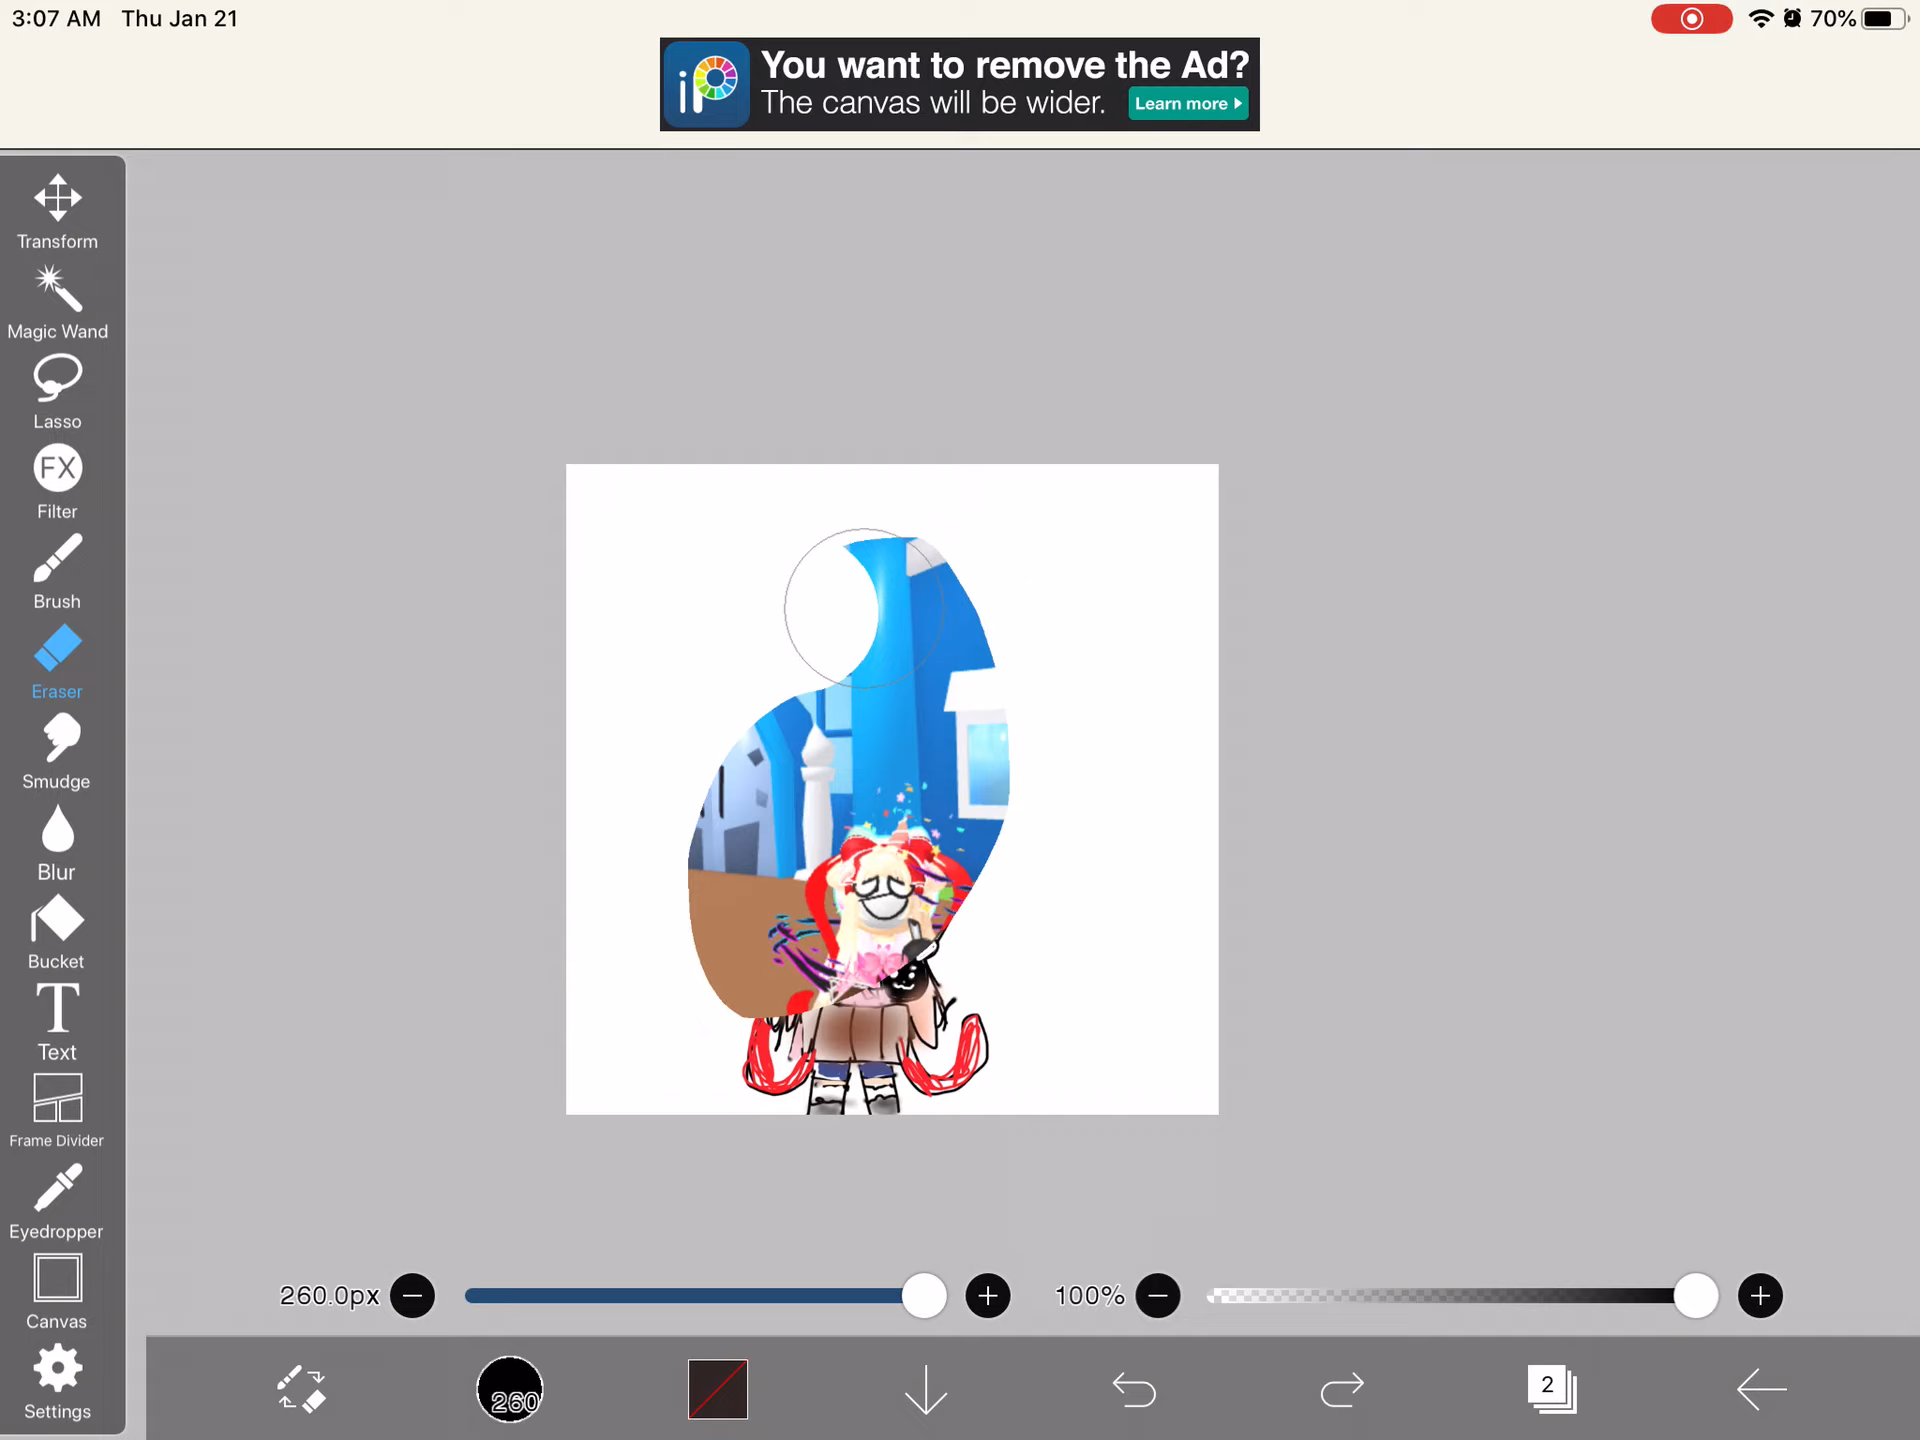 3:07 AM Thu Jan 21
70%
iP
You want to remove the Ad?
The canvas will be wider.
Learn more
Transform
Magic Wand
Lasso
FX
Filter
Brush
Eraser
Smudge
Blur
Bucket
T
Text
Frame Divider
Eyedropper
Canvas
Settings
260.0px
100%
260
2